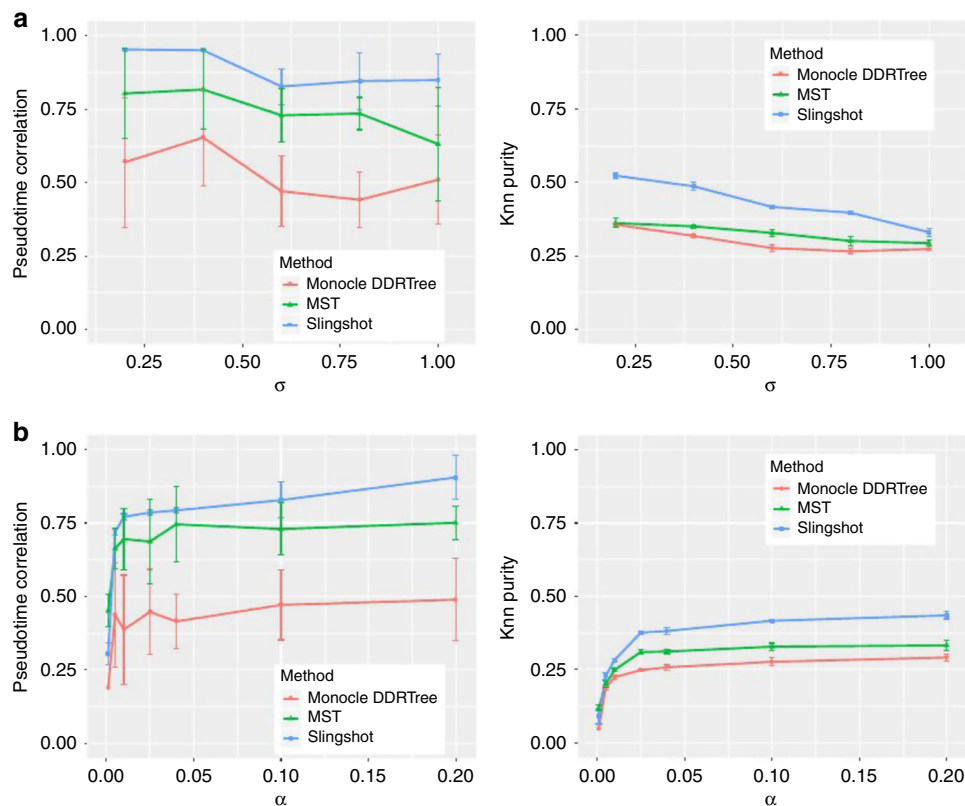 a
1.00
0.75
0.50
0.25
0.00
Pseudotime correlation
Method
Monocle DDRTree
MST
Slingshot
0.25
0.50
0.75
1.00
σ
1.00
0.75
0.50
0.25
0.00
Knn purity
Method
Monocle DDRTree
MST
Slingshot
0.25
0.50
0.75
1.00
σ
b
1.00
0.75
0.50
0.25
0.00
Pseudotime correlation
Method
Monocle DDRTree
MST
Slingshot
0.00
0.05
0.10
0.15
0.20
α
1.00
0.75
0.50
0.25
0.00
Knn purity
Method
Monocle DDRTree
MST
Slingshot
0.00
0.05
0.10
0.15
0.20
α